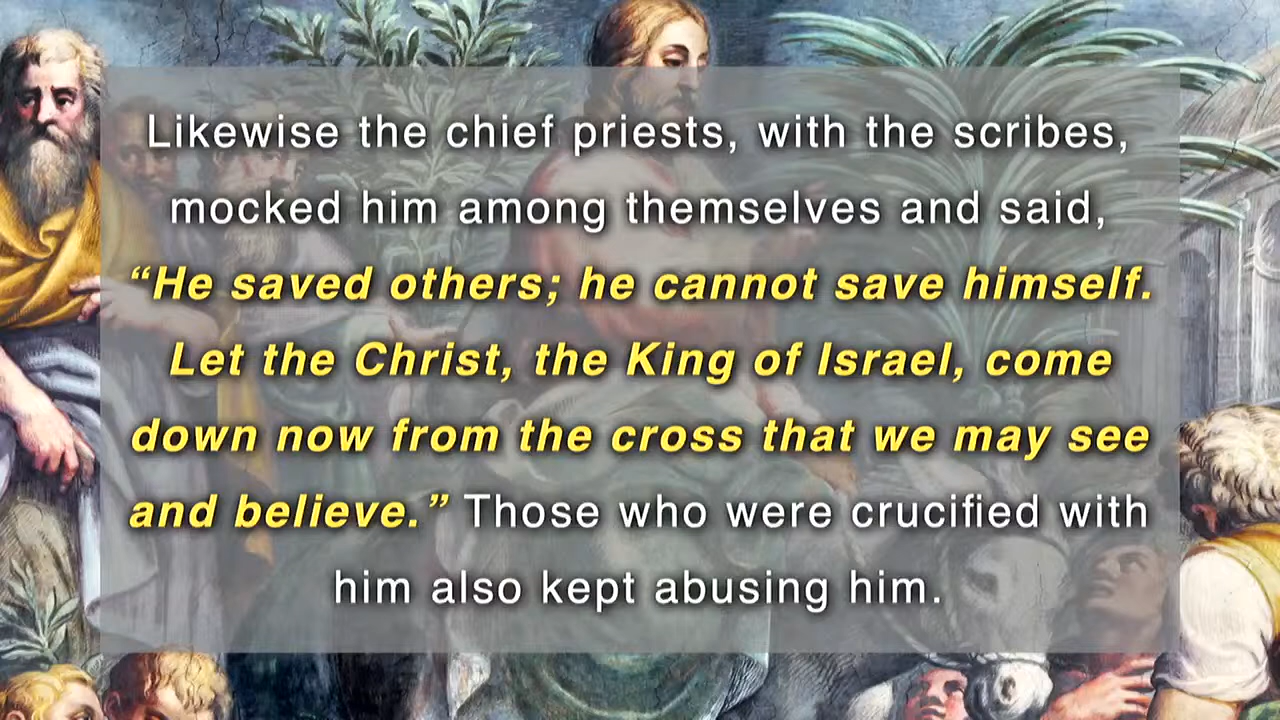 Likewise the chief priests, with the scribes,
mocked him among themselves and said,
“He saved others; he cannot save himself.
Let the Christ, the King of Israel, come
down now from the cross that we may see
and believe.” Those who were crucified with
him also kept abusing him.